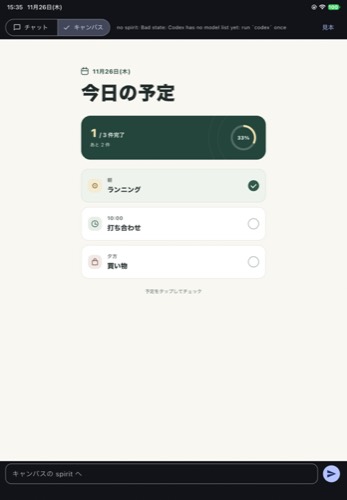 15:35 11月26日(木)
100
チャット
キャンバス
no spirit: Bad state: Codex has no model list yet: run `codex` once
見本
11月26日(木)
今日の予定
1 / 3 件完了
あと 2 件
33%
朝
ランニング
10:00
打ち合わせ
夕方
買い物
予定をタップしてチェック
キャンバスの spirit へ